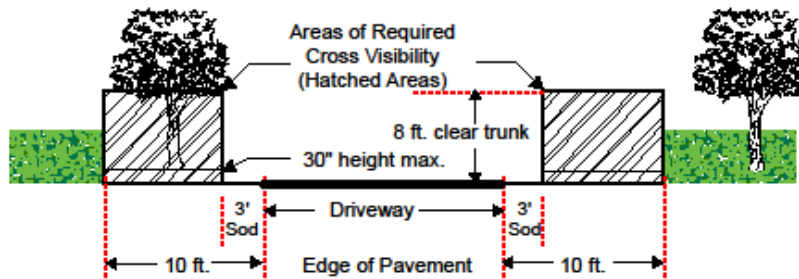 Areas of Required
Cross Visibility
(Hatched Areas)
8 ft. clear trunk
30" height max.
3'
Sod
Driveway
3'
Sod
10 ft.
Edge of Pavement
10 ft.